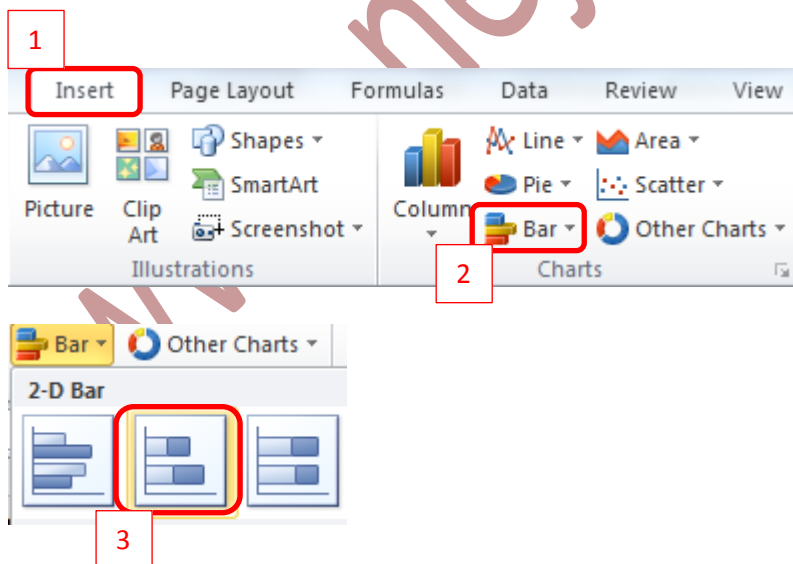 1
Insert Page Layout Formulas Data Review View
Picture
Clip
Art
Shapes
SmartArt
Screenshot
Illustrations
Column
Line
Pie
Bar
Area
Scatter
Other Charts
Charts
2
Bar Other Charts
2-D Bar
3